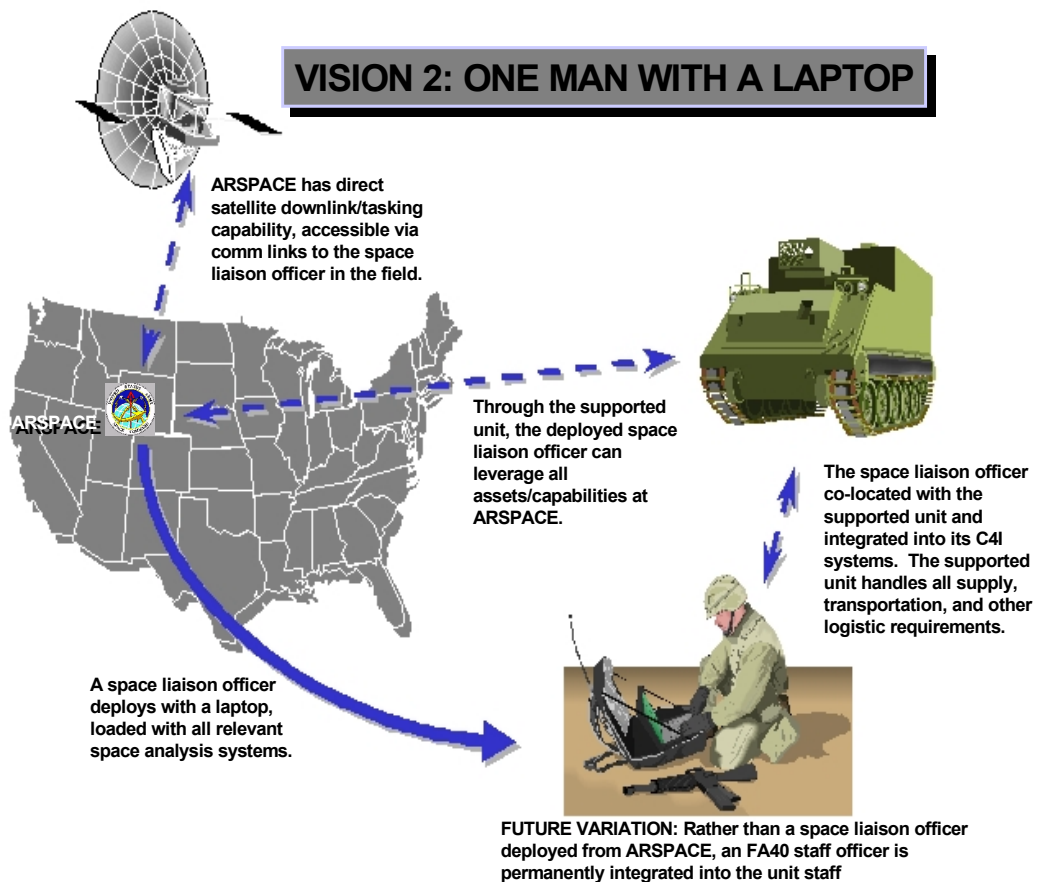 VISION 2: ONE MAN WITH A LAPTOP
ARSPACE has direct
satellite downlink/tasking
capability, accessible via
comm links to the space
liaison officer in the field.
ARSPACE
Through the supported
unit, the deployed space
liaison officer can
leverage all
assets/capabilities at
ARSPACE.
The space liaison officer
co-located with the
supported unit and
integrated into its C4I
systems.  The supported
unit handles all supply,
transportation, and other
logistic requirements.
A space liaison officer
deploys with a laptop,
loaded with all relevant
space analysis systems.
FUTURE VARIATION: Rather than a space liaison officer
deployed from ARSPACE, an FA40 staff officer is
permanently integrated into the unit staff